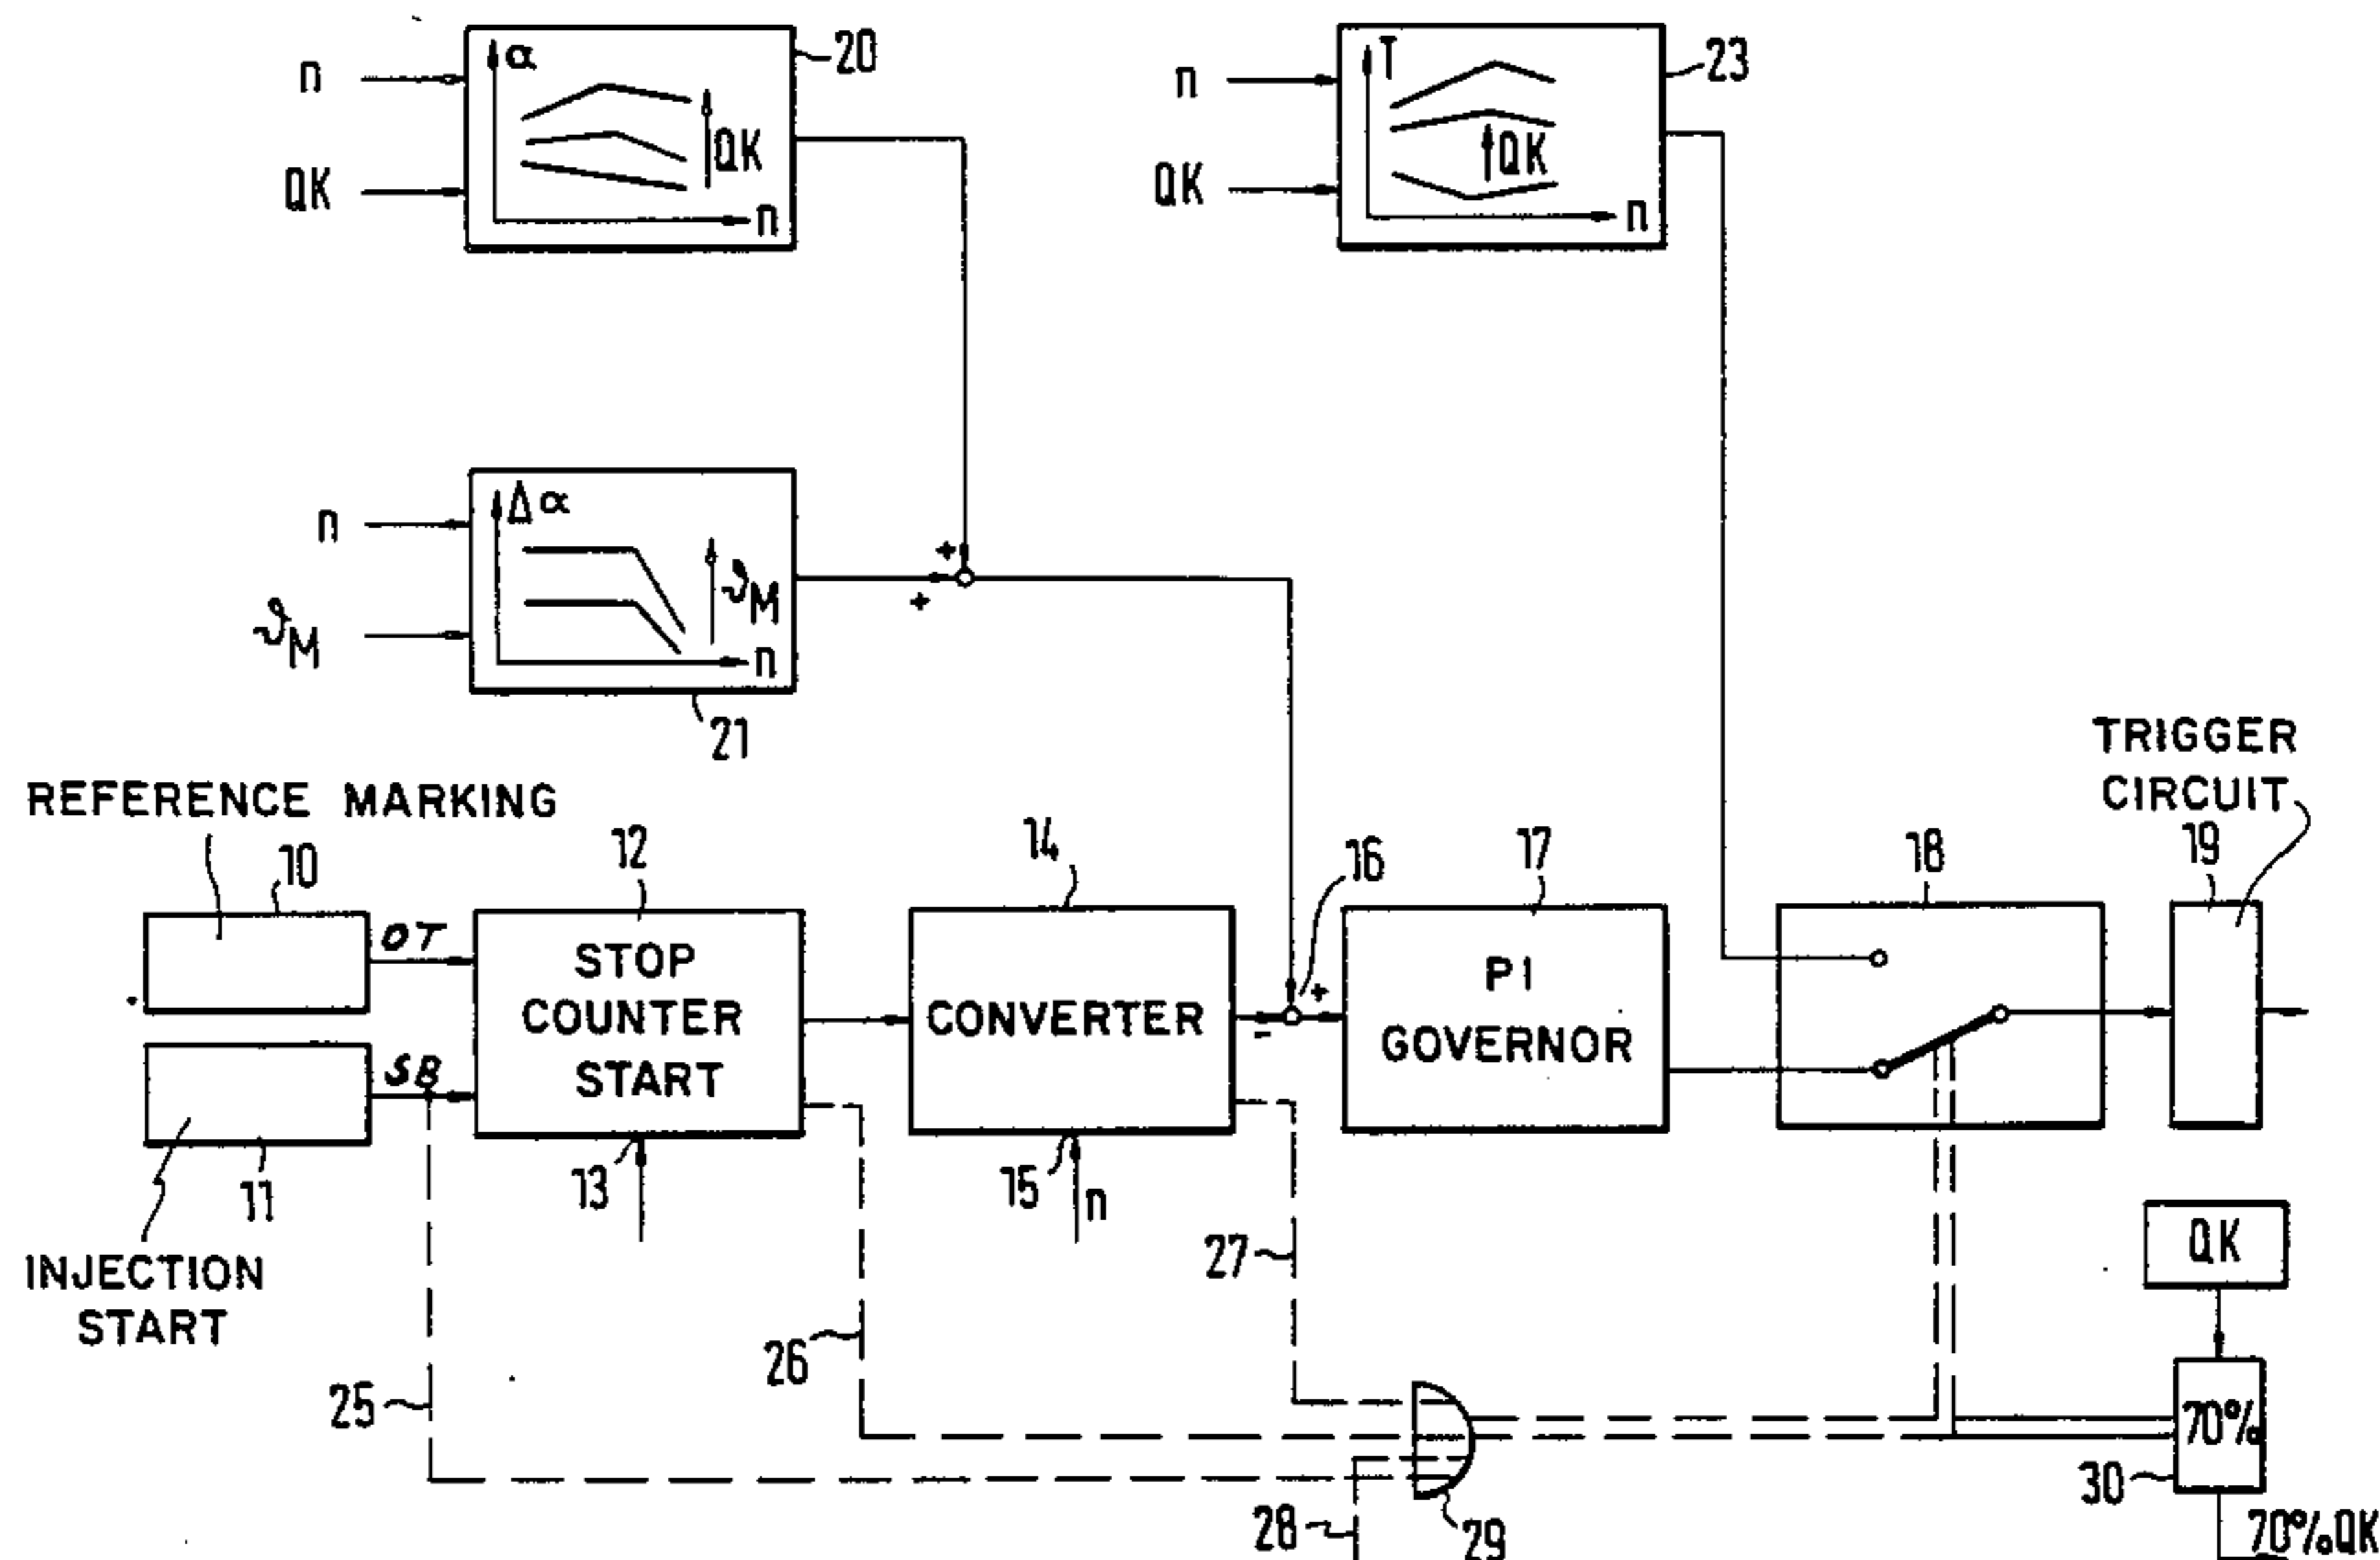 n
QK
α
QK
n
20
n
QK
T
QK
n
23
n
ϑM
Δα
ϑM
n
21
+
+
REFERENCE MARKING
10
OT
12
STOP
COUNTER
START
13
14
CONVERTER
15
n
16
+
-
17
PI
GOVERNOR
18
TRIGGER
CIRCUIT
19
SB
11
INJECTION
START
25
26
27
28
29
QK
70%
30
70%QK